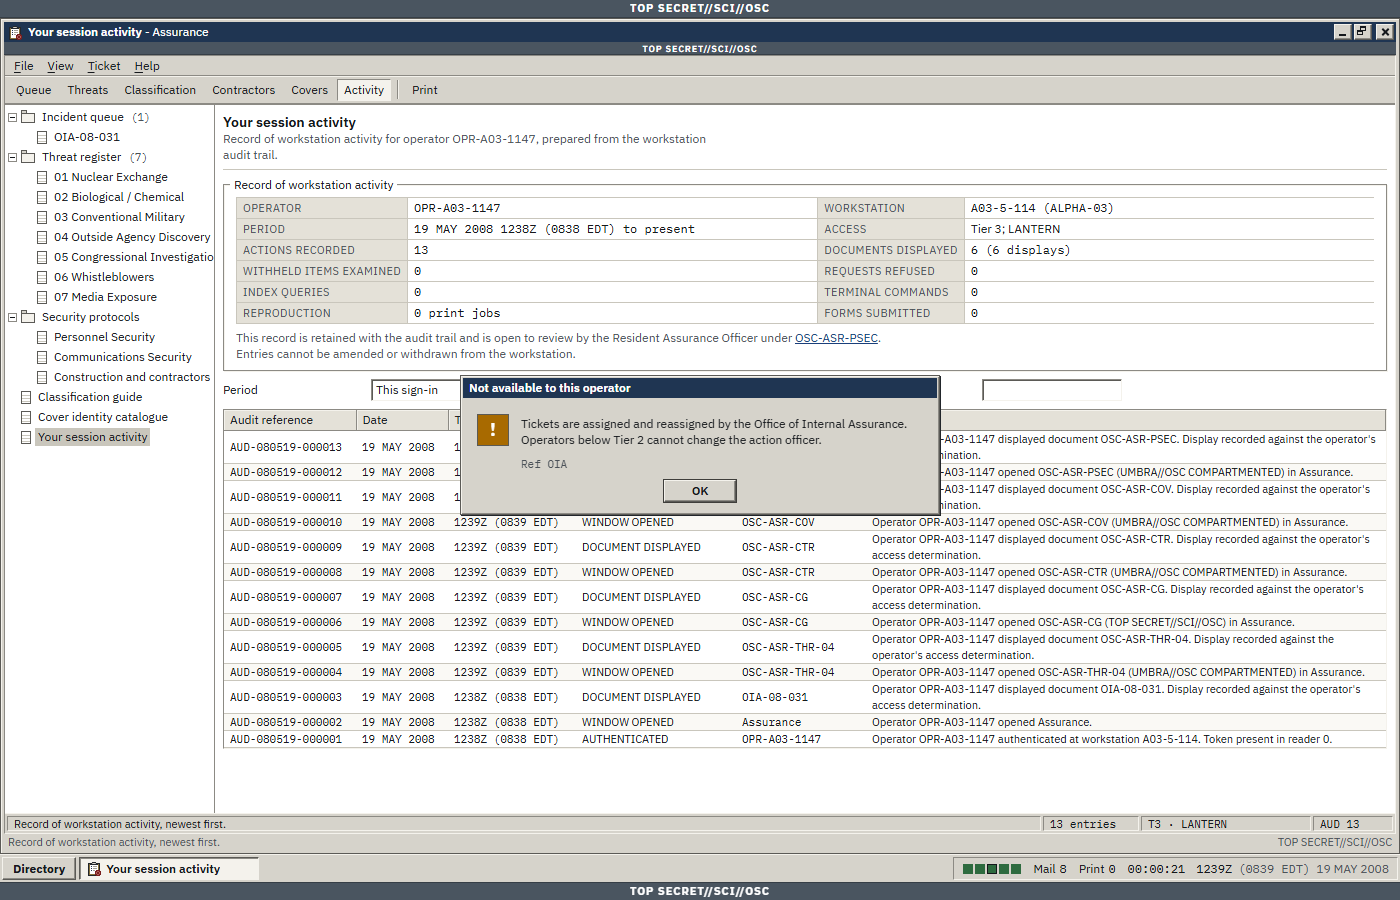 TOP SECRET//SCI//OSC
Your session activity - Assurance
TOP SECRET//SCI//OSC
File View Ticket Help
Queue Threats Classification Contractors Covers Activity Print
Incident queue (1)
OIA-08-031
Threat register (7)
01 Nuclear Exchange
02 Biological / Chemical
03 Conventional Military
04 Outside Agency Discovery
05 Congressional Investigatio
06 Whistleblowers
07 Media Exposure
Security protocols
Personnel Security
Communications Security
Construction and contractors
Classification guide
Cover identity catalogue
Your session activity
Your session activity
Record of workstation activity for operator OPR-A03-1147, prepared from the workstation
audit trail.
Record of workstation activity
OPERATOR OPR-A03-1147 WORKSTATION A03-5-114 (ALPHA-03)
PERIOD 19 MAY 2008 1238Z (0838 EDT) to present ACCESS Tier 3; LANTERN
ACTIONS RECORDED 13 DOCUMENTS DISPLAYED 6 (6 displays)
WITHHELD ITEMS EXAMINED 0 REQUESTS REFUSED 0
INDEX QUERIES 0 TERMINAL COMMANDS 0
REPRODUCTION 0 print jobs FORMS SUBMITTED 0
This record is retained with the audit trail and is open to review by the Resident Assurance Officer under OSC-ASR-PSEC.
Entries cannot be amended or withdrawn from the workstation.
Period This sign-in
Not available to this operator
!
Tickets are assigned and reassigned by the Office of Internal Assurance.
Operators below Tier 2 cannot change the action officer.
Ref OIA
OK
Audit reference Date T
AUD-080519-000013 19 MAY 2008 1 -A03-1147 displayed document OSC-ASR-PSEC. Display recorded against the operator's
nination.
AUD-080519-000012 19 MAY 2008 1 -A03-1147 opened OSC-ASR-PSEC (UMBRA//OSC COMPARTMENTED) in Assurance.
AUD-080519-000011 19 MAY 2008 1 -A03-1147 displayed document OSC-ASR-COV. Display recorded against the operator's
nination.
AUD-080519-000010 19 MAY 2008 1239Z (0839 EDT) WINDOW OPENED OSC-ASR-COV Operator OPR-A03-1147 opened OSC-ASR-COV (UMBRA//OSC COMPARTMENTED) in Assurance.
AUD-080519-000009 19 MAY 2008 1239Z (0839 EDT) DOCUMENT DISPLAYED OSC-ASR-CTR Operator OPR-A03-1147 displayed document OSC-ASR-CTR. Display recorded against the operator's
access determination.
AUD-080519-000008 19 MAY 2008 1239Z (0839 EDT) WINDOW OPENED OSC-ASR-CTR Operator OPR-A03-1147 opened OSC-ASR-CTR (UMBRA//OSC COMPARTMENTED) in Assurance.
AUD-080519-000007 19 MAY 2008 1239Z (0839 EDT) DOCUMENT DISPLAYED OSC-ASR-CG Operator OPR-A03-1147 displayed document OSC-ASR-CG. Display recorded against the operator's
access determination.
AUD-080519-000006 19 MAY 2008 1239Z (0839 EDT) WINDOW OPENED OSC-ASR-CG Operator OPR-A03-1147 opened OSC-ASR-CG (TOP SECRET//SCI//OSC) in Assurance.
AUD-080519-000005 19 MAY 2008 1239Z (0839 EDT) DOCUMENT DISPLAYED OSC-ASR-THR-04 Operator OPR-A03-1147 displayed document OSC-ASR-THR-04. Display recorded against the
operator's access determination.
AUD-080519-000004 19 MAY 2008 1239Z (0839 EDT) WINDOW OPENED OSC-ASR-THR-04 Operator OPR-A03-1147 opened OSC-ASR-THR-04 (UMBRA//OSC COMPARTMENTED) in Assurance.
AUD-080519-000003 19 MAY 2008 1238Z (0838 EDT) DOCUMENT DISPLAYED OIA-08-031 Operator OPR-A03-1147 displayed document OIA-08-031. Display recorded against the operator's
access determination.
AUD-080519-000002 19 MAY 2008 1238Z (0838 EDT) WINDOW OPENED Assurance Operator OPR-A03-1147 opened Assurance.
AUD-080519-000001 19 MAY 2008 1238Z (0838 EDT) AUTHENTICATED OPR-A03-1147 Operator OPR-A03-1147 authenticated at workstation A03-5-114. Token present in reader 0.
Record of workstation activity, newest first. 13 entries T3 · LANTERN AUD 13
Record of workstation activity, newest first. TOP SECRET//SCI//OSC
Directory Your session activity Mail 8 Print 0 00:00:21 1239Z (0839 EDT) 19 MAY 2008
TOP SECRET//SCI//OSC